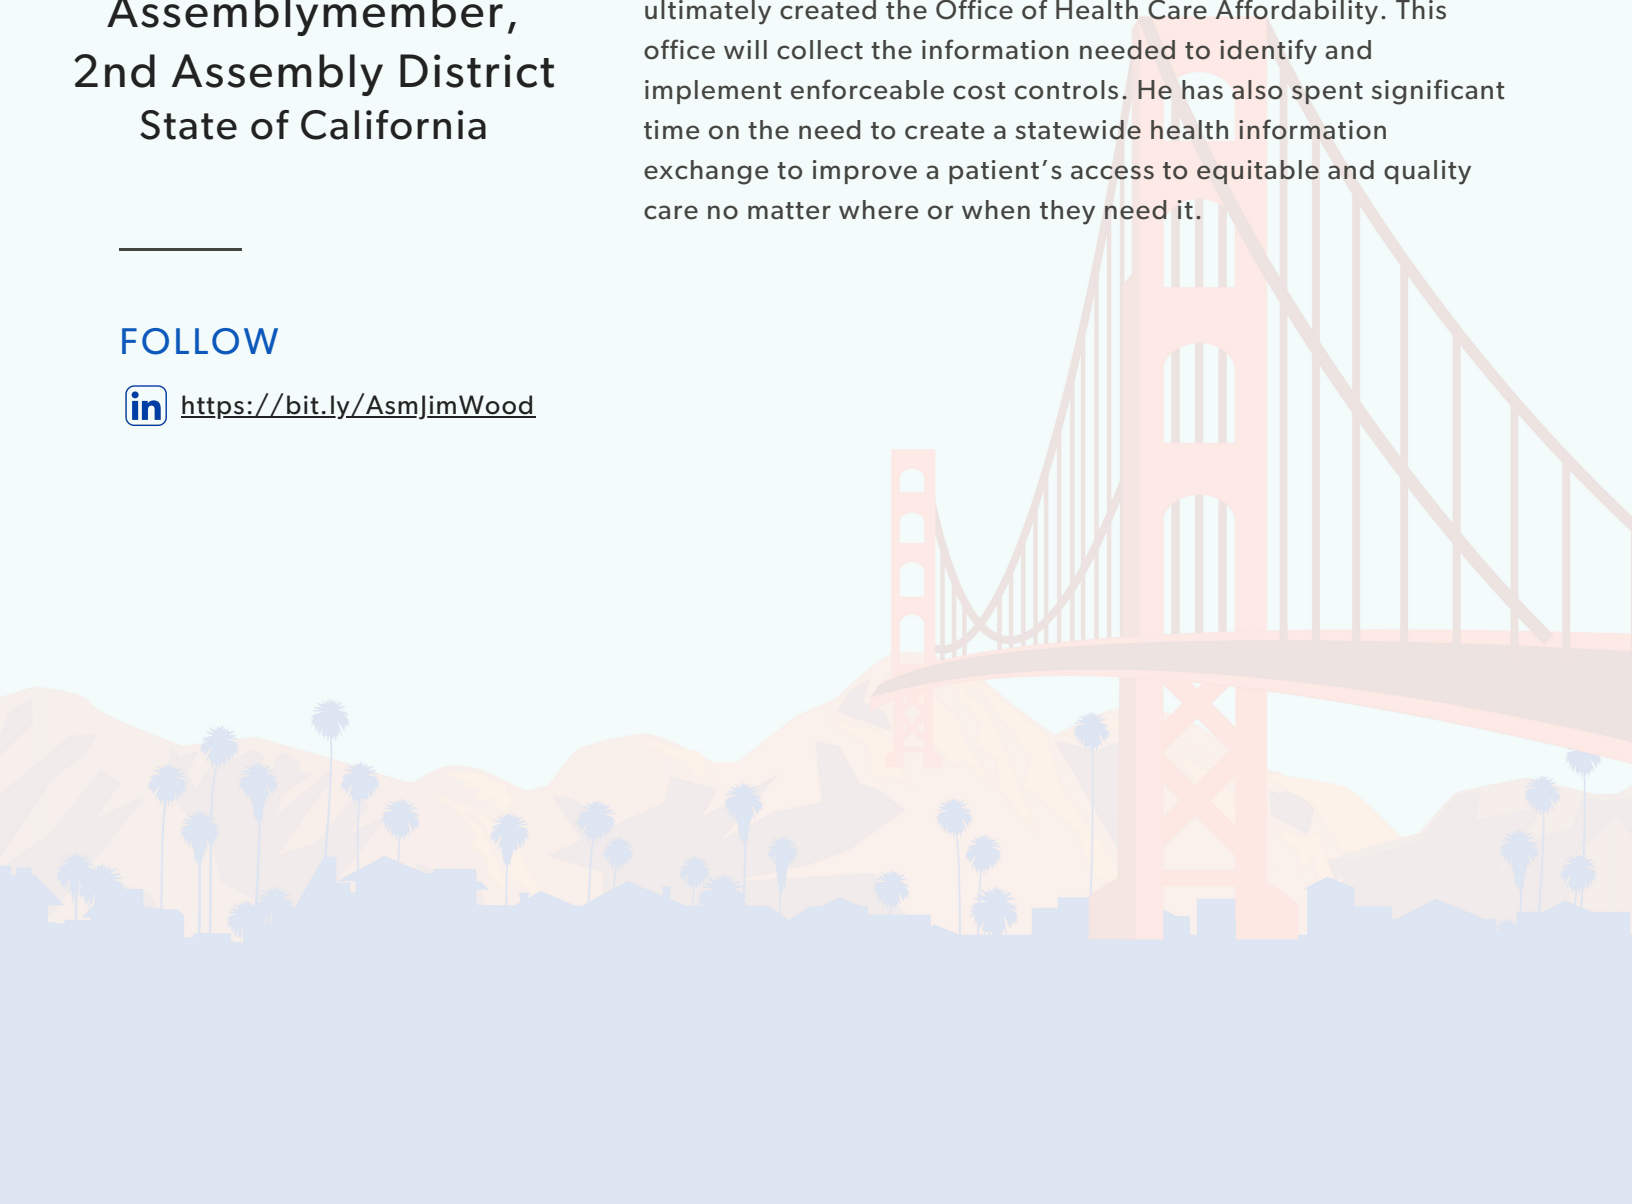 Assemblymember,
2nd Assembly District
State of California
FOLLOW
in https://bit.ly/AsmJimWood
ultimately created the Office of Health Care Affordability. This
office will collect the information needed to identify and
implement enforceable cost controls. He has also spent significant
time on the need to create a statewide health information
exchange to improve a patient’s access to equitable and quality
care no matter where or when they need it.